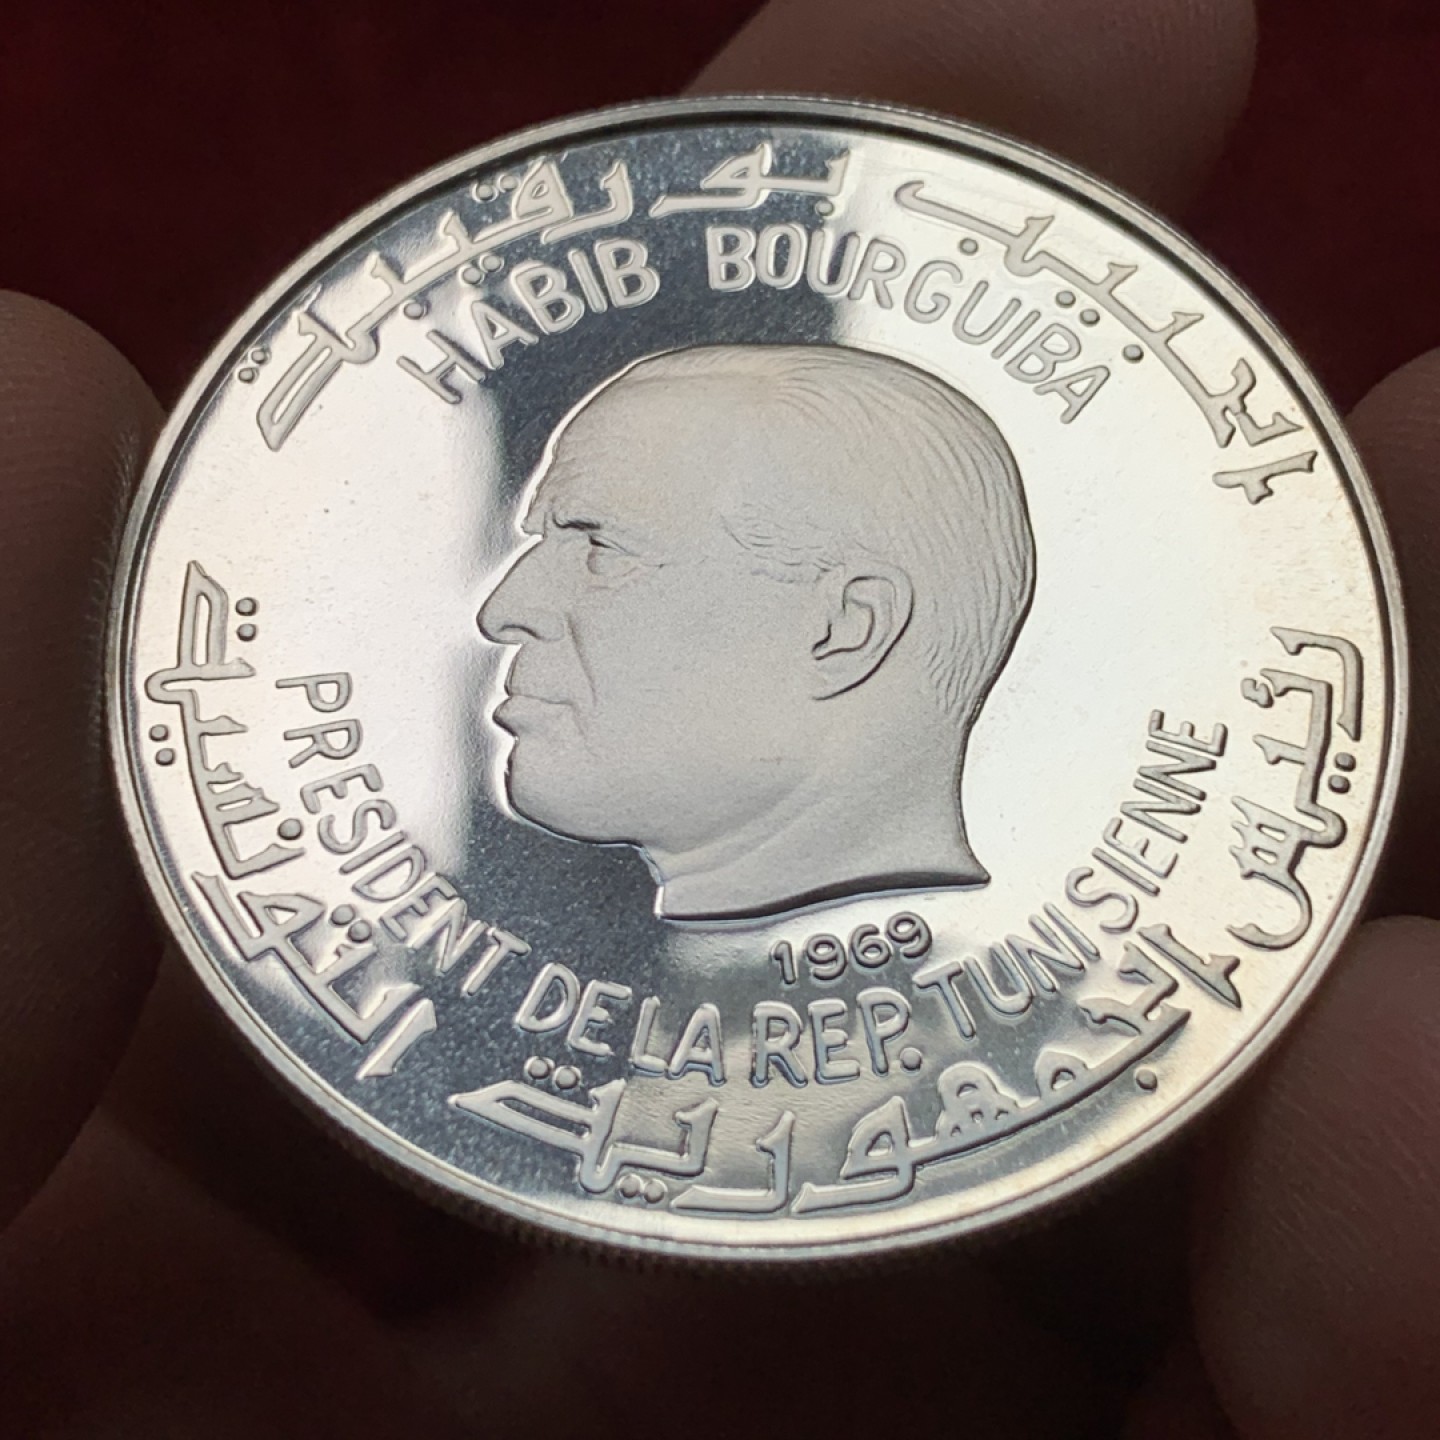 الحبيب بورقيبة
HABIB BOURGUIBA
1969
PRESIDENT DE LA REP. TUNISIENNE
رئيس الجمهورية التونسية